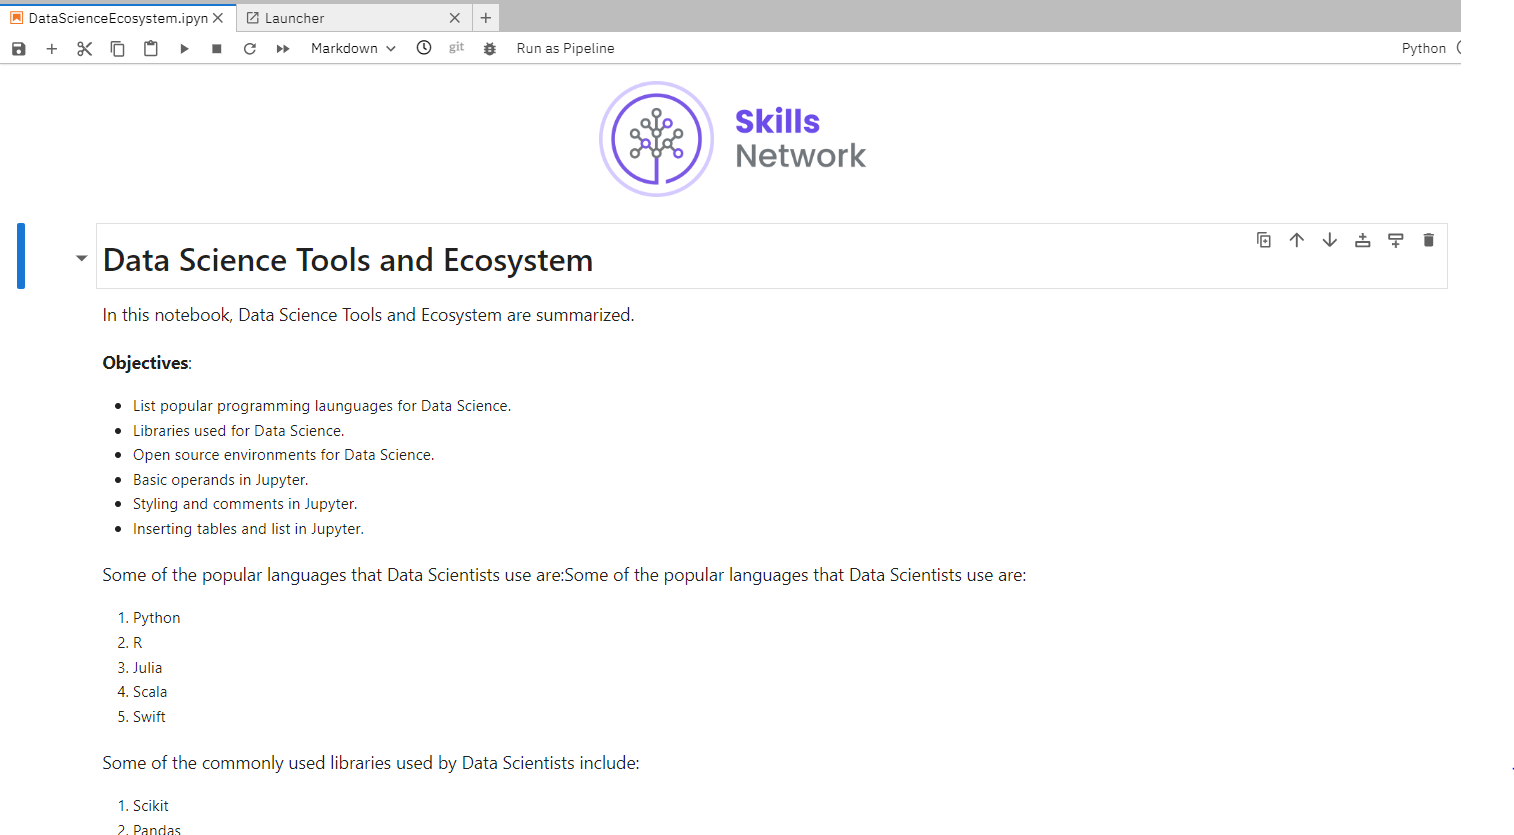 DataScienceEcosystem.ipyn
Launcher
Markdown
git
Run as Pipeline
Python
Skills
Network
Data Science Tools and Ecosystem
In this notebook, Data Science Tools and Ecosystem are summarized.
Objectives:
List popular programming launguages for Data Science.
Libraries used for Data Science.
Open source environments for Data Science.
Basic operands in Jupyter.
Styling and comments in Jupyter.
Inserting tables and list in Jupyter.
Some of the popular languages that Data Scientists use are:Some of the popular languages that Data Scientists use are:
1. Python
2. R
3. Julia
4. Scala
5. Swift
Some of the commonly used libraries used by Data Scientists include:
1. Scikit
2. Pandas